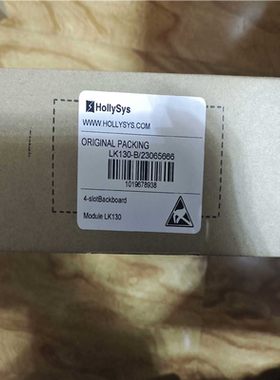 HollySys
WWW.HOLLYSYS.COM
ORIGINAL PACKING
LK130-B/23065666
1019678938
4-slotBackboard
Module LK130